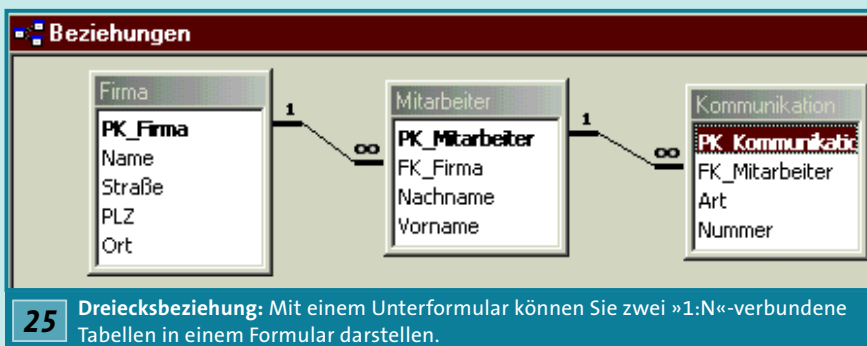 Beziehungen
Firma
PK_Firma
Name
Straße
PLZ
Ort
1
∞
Mitarbeiter
PK_Mitarbeiter
FK_Firma
Nachname
Vorname
1
∞
Kommunikation
PK_Kommunikatic
FK_Mitarbeiter
Art
Nummer
25 Dreiecksbeziehung: Mit einem Unterformular können Sie zwei »1:N«-verbundene
Tabellen in einem Formular darstellen.